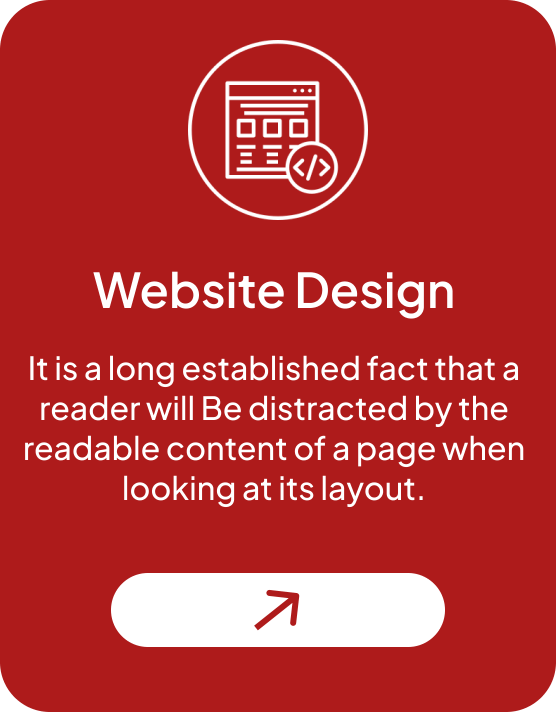 Website Design
It is a long established fact that a
reader will Be distracted by the
readable content of a page when
looking at its layout.